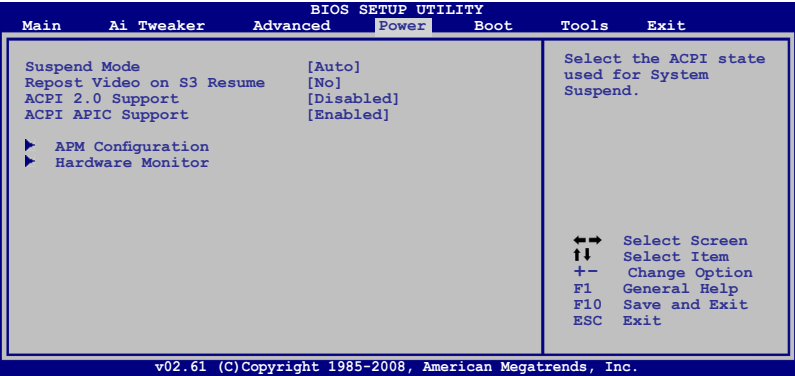 BIOS SETUP UTILITY
Main Ai Tweaker Advanced Power Boot Tools Exit
Suspend Mode [Auto]
Repost Video on S3 Resume [No]
ACPI 2.0 Support [Disabled]
ACPI APIC Support [Enabled]
APM Configuration
Hardware Monitor
Select the ACPI state
used for System
Suspend.
Select Screen
Select Item
+- Change Option
F1 General Help
F10 Save and Exit
ESC Exit
v02.61 (C)Copyright 1985-2008, American Megatrends, Inc.